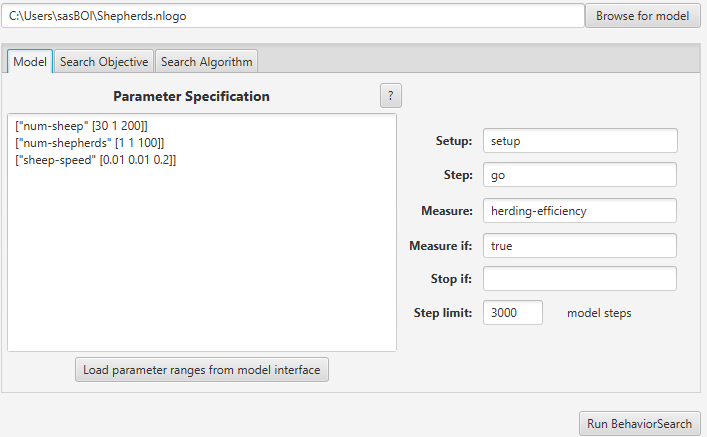 C:\Users\sasBOI\Shepherds.nlogo
Browse for model
Model
Search Objective
Search Algorithm
Parameter Specification
?
["num-sheep" [30 1 200]]
["num-shepherds" [1 1 100]]
["sheep-speed" [0.01 0.01 0.2]]
Setup:
setup
Step:
go
Measure:
herding-efficiency
Measure if:
true
Stop if:
Step limit:
3000
model steps
Load parameter ranges from model interface
Run BehaviorSearch